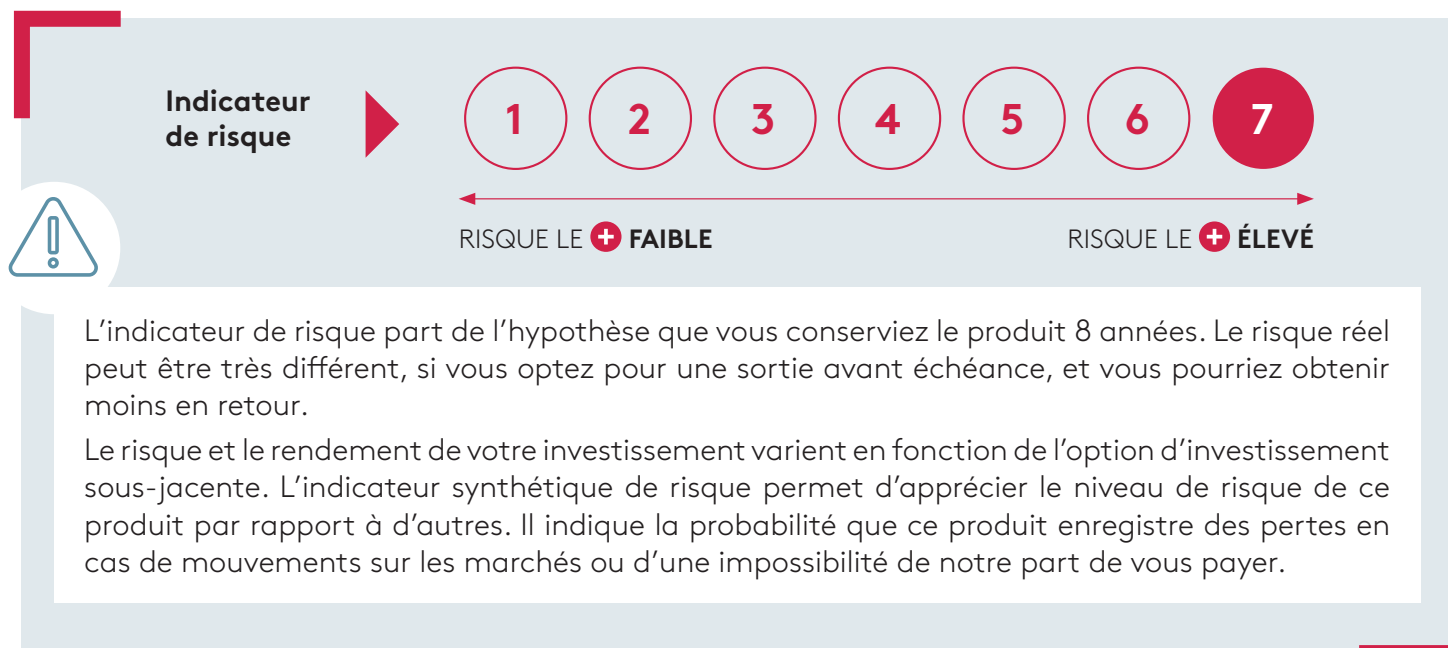 Indicateur
de risque
1 2 3 4 5 6 7
RISQUE LE + FAIBLE
RISQUE LE + ÉLEVÉ
L’indicateur de risque part de l’hypothèse que vous conserviez le produit 8 années. Le risque réel
peut être très différent, si vous optez pour une sortie avant échéance, et vous pourriez obtenir
moins en retour.
Le risque et le rendement de votre investissement varient en fonction de l’option d’investissement
sous-jacente. L’indicateur synthétique de risque permet d’apprécier le niveau de risque de ce
produit par rapport à d’autres. Il indique la probabilité que ce produit enregistre des pertes en
cas de mouvements sur les marchés ou d’une impossibilité de notre part de vous payer.